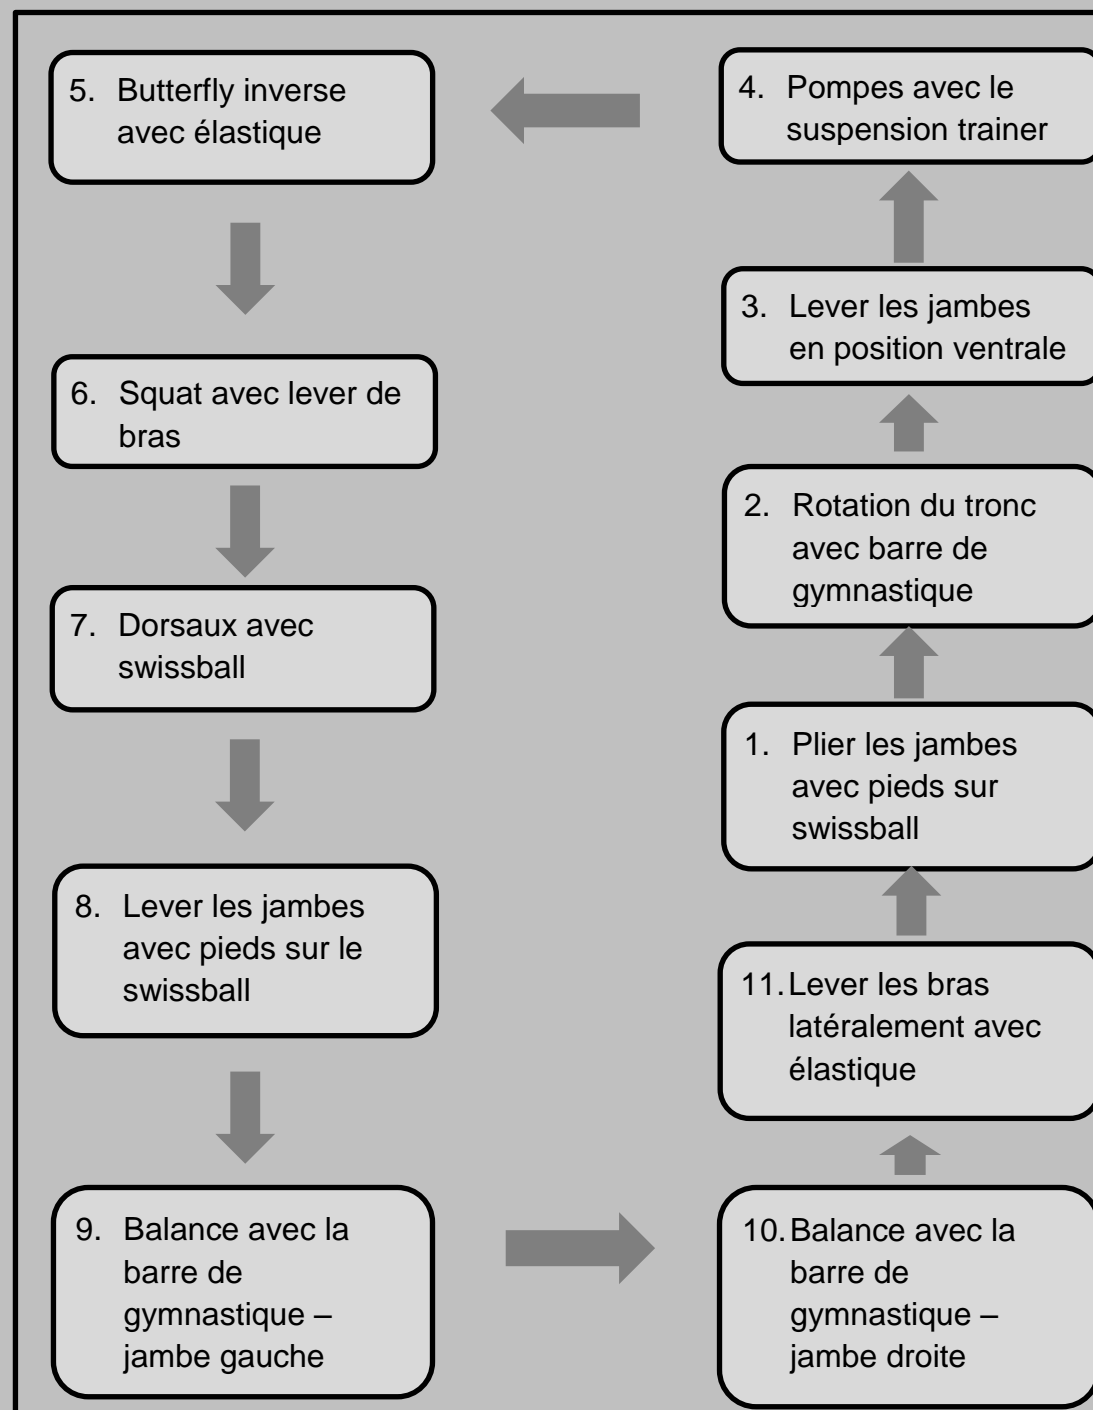 5. Butterfly inverse
avec élastique
4. Pompes avec le
suspension trainer
3. Lever les jambes
en position ventrale
6. Squat avec lever de
bras
2. Rotation du tronc
avec barre de
gymnastique
7. Dorsaux avec
swissball
1. Plier les jambes
avec pieds sur
swissball
8. Lever les jambes
avec pieds sur le
swissball
11. Lever les bras
latéralement avec
élastique
9. Balance avec la
barre de
gymnastique –
jambe gauche
10. Balance avec la
barre de
gymnastique –
jambe droite